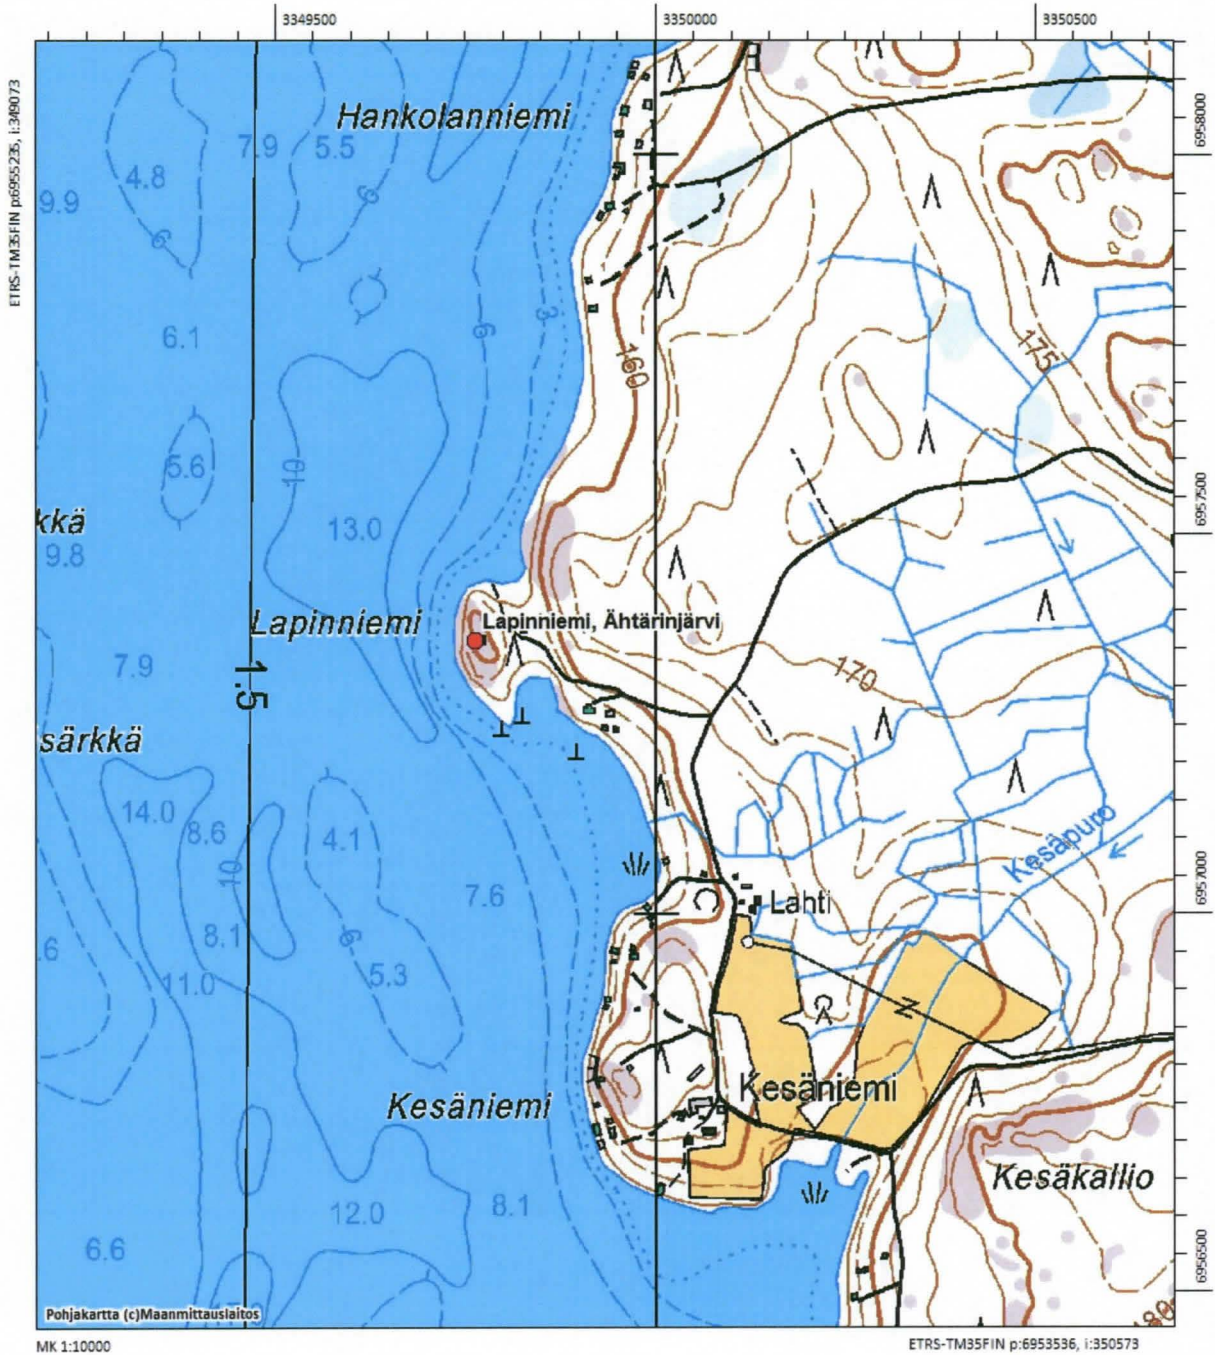 3349500
3350000
3350500
ETRS-TM35FIN p:6955235, i:349073
Hankolanniemi
7.9
5.5
4.8
6
9.9
6
6958000
6.1
6
3
160
175
5.6
10
13.0
kkä
9.8
6957500
Lapinniemi
Lapinniemi, Ähtärinjärvi
7.9
1.5
170
särkkä
14.0
8.6
4.1
Kesäpuro
10
7.6
Lahti
6957000
8.1
6
.6
11.0
5.3
Z
Kesäniemi
Kesäniemi
Kesäkallio
12.0
8.1
6.6
6956500
80
Pohjakartta (c)Maanmittauslaitos
MK 1:10000
ETRS-TM35FIN p:6953536, i:350573